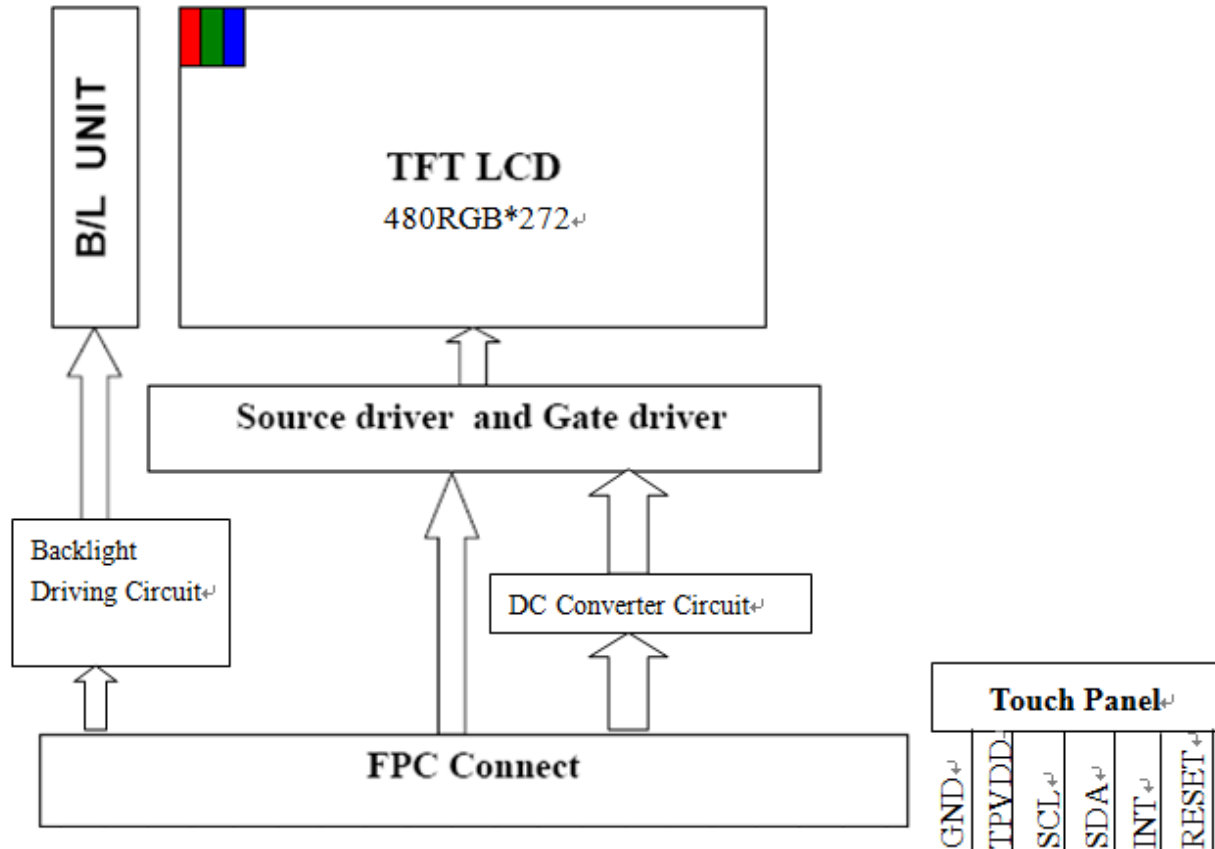 B/L UNIT
TFT LCD
480RGB*272↵
Source driver and Gate driver
Backlight
Driving Circuit↵
DC Converter Circuit↵
FPC Connect
Touch Panel↵
GND↵
TPVDD↵
SCL↵
SDA↵
INT↵
RESET↵